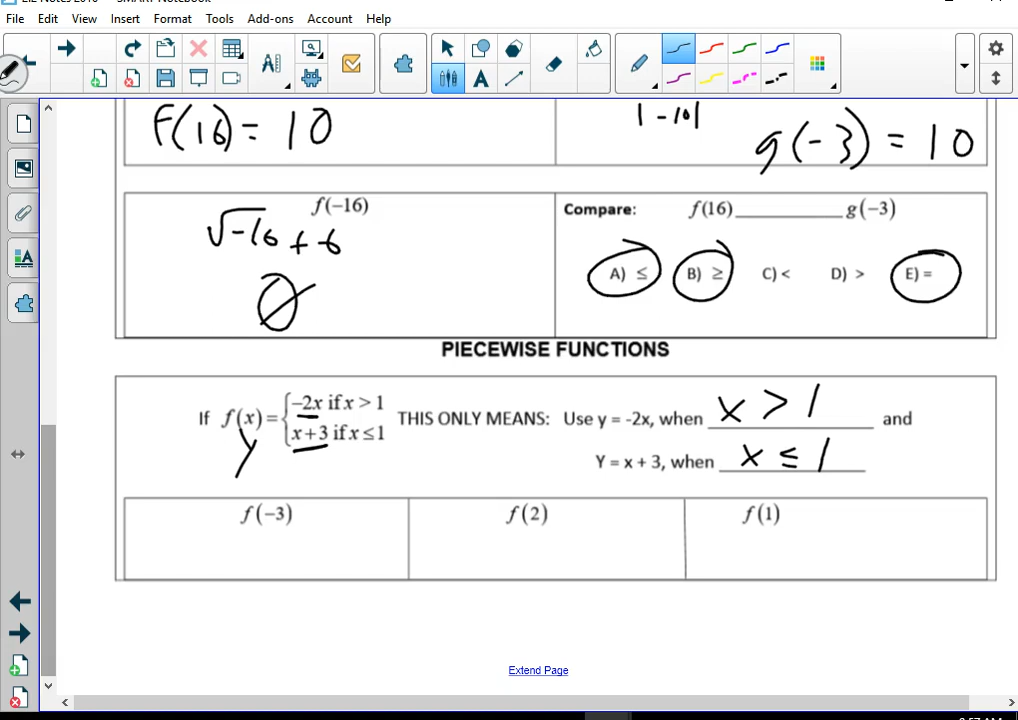 File Edit View Insert Format Tools Add-ons Account Help
f(16) = 10
1 - 10|
g(-3) = 10
f(−16)
√-16 + 6
∅
Compare: f(16)__________g(−3)
A) ≤ B) ≥ C) < D) > E) =
PIECEWISE FUNCTIONS
If f(x) = { −2x if x > 1
x+3 if x ≤ 1
y
THIS ONLY MEANS: Use y = -2x, when x > 1 and
Y = x + 3, when x ≤ 1
f(−3) f(2) f(1)
Extend Page